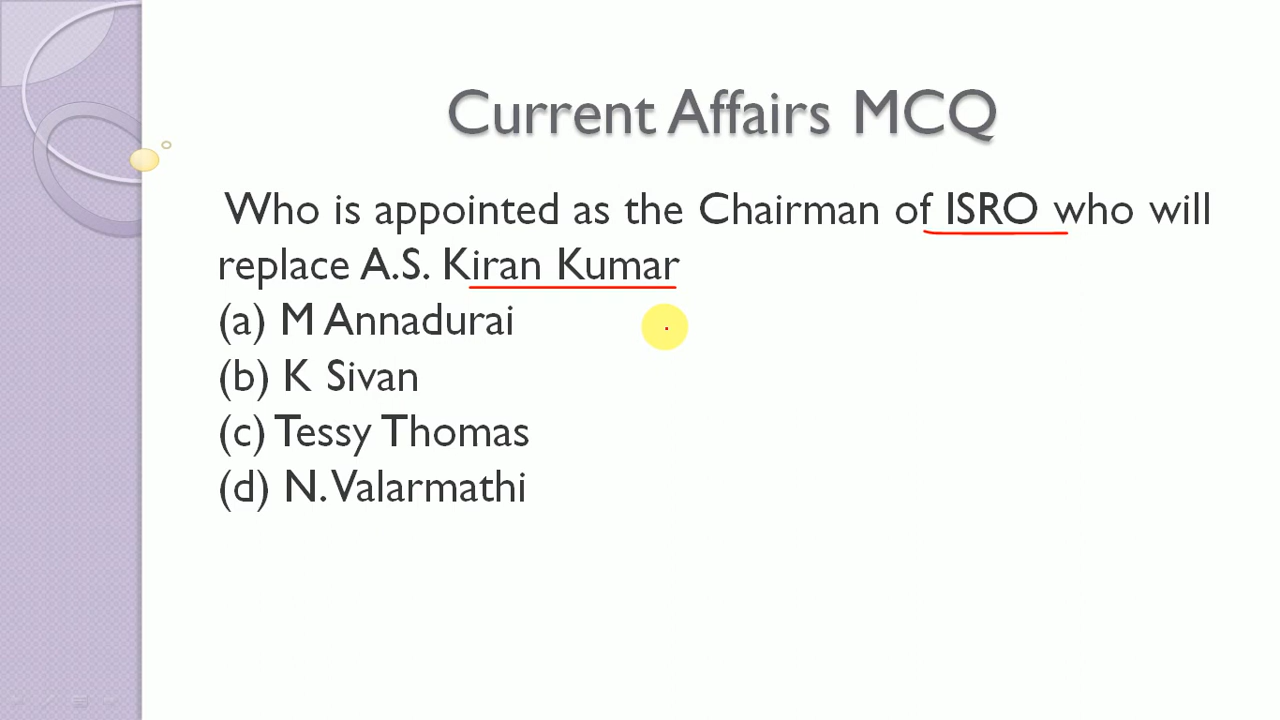 Current Affairs MCQ
Who is appointed as the Chairman of ISRO who will
replace A.S. Kiran Kumar
(a) M Annadurai
(b) K Sivan
(c) Tessy Thomas
(d) N. Valarmathi